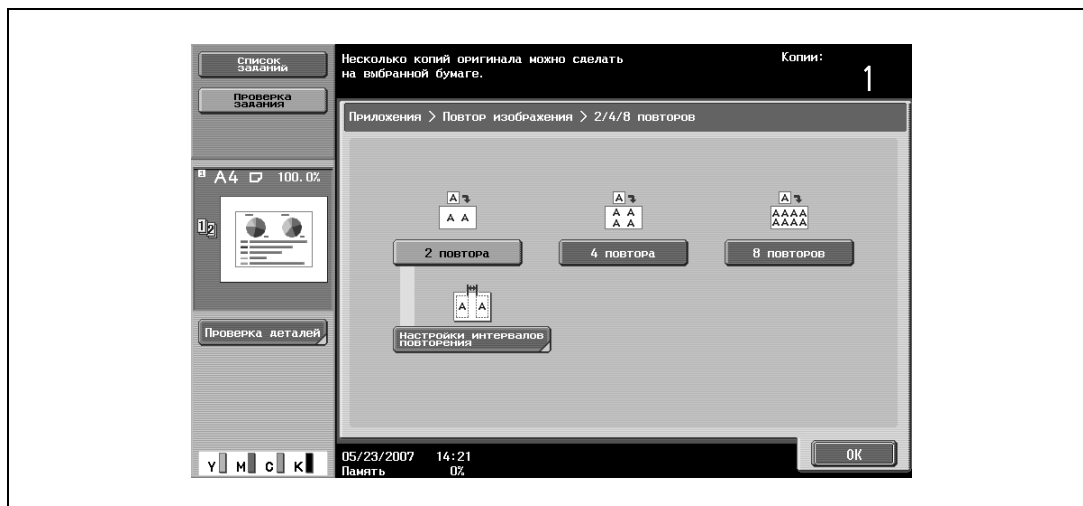 Список
заданий
Проверка
задания
Несколько копий оригинала можно сделать
на выбранной бумаге.
Копии:
1
Приложения > Повтор изображения > 2/4/8 повторов
A4 100.0%
12
A
A A
A
A A
A A
A
AAAA
AAAA
2 повтора
4 повтора
8 повторов
A A
Настройки интервалов
повторения
Проверка деталей
Y M C K
05/23/2007 14:21
Память 0%
OK